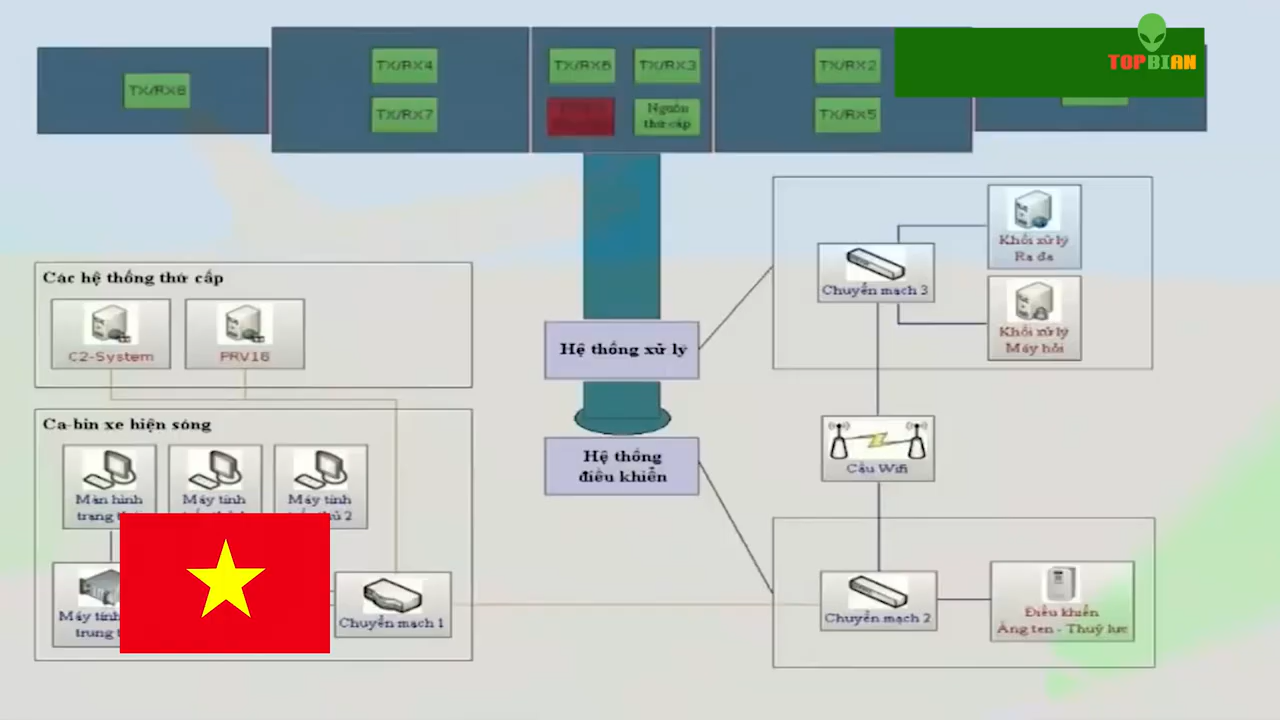 TOPBIAN
TX/RX8
TX/RX4
TX/RX7
TX/RX6
TX/RX3
Nguồn
thứ cấp
TX/RX2
TX/RX5
Các hệ thống thứ cấp
C2-System
PRV16
Hệ thống xử lý
Hệ thống
điều khiển
Chuyển mạch 3
Khối xử lý
Ra đa
Khối xử lý
Máy hỏi
Cầu Wifi
Ca-bin xe hiện sóng
Màn hình
trang
Máy tính
Máy tính
2
Máy tính
trung
Chuyển mạch 1
Chuyển mạch 2
Điều khiển
Ăng ten - Thuỷ lực